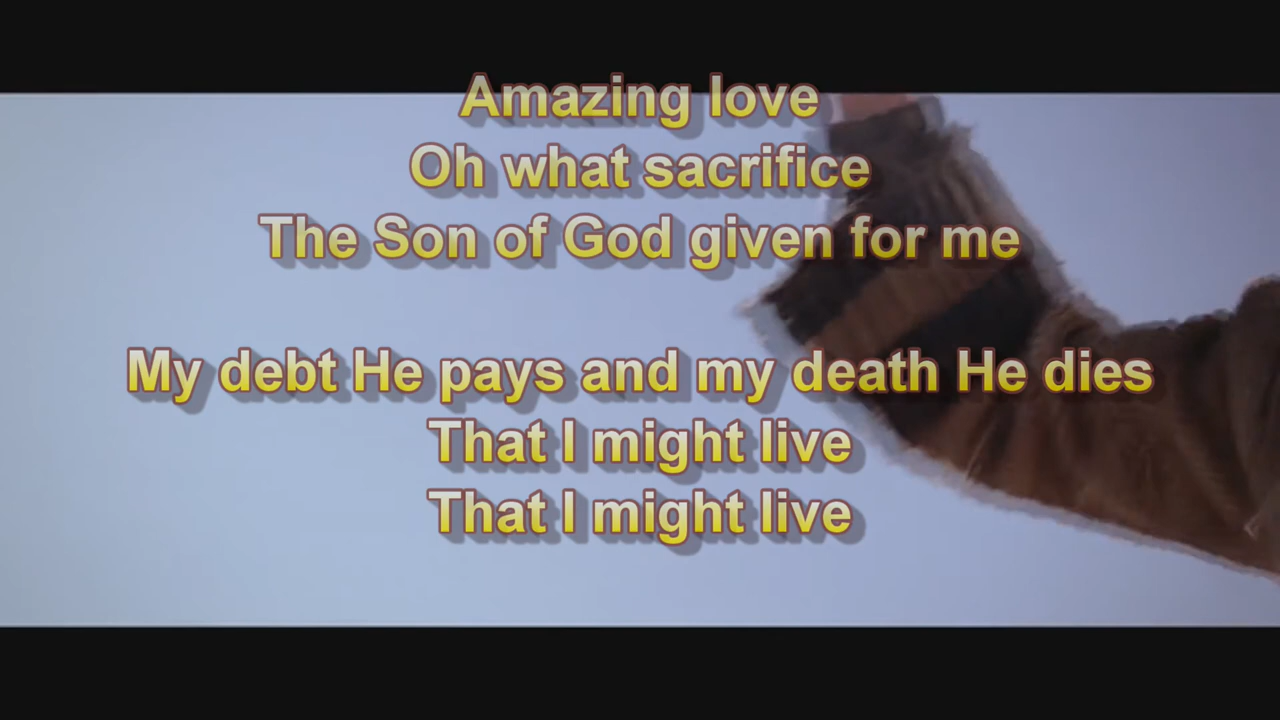 Amazing love
Oh what sacrifice
The Son of God given for me
My debt He pays and my death He dies
That I might live
That I might live